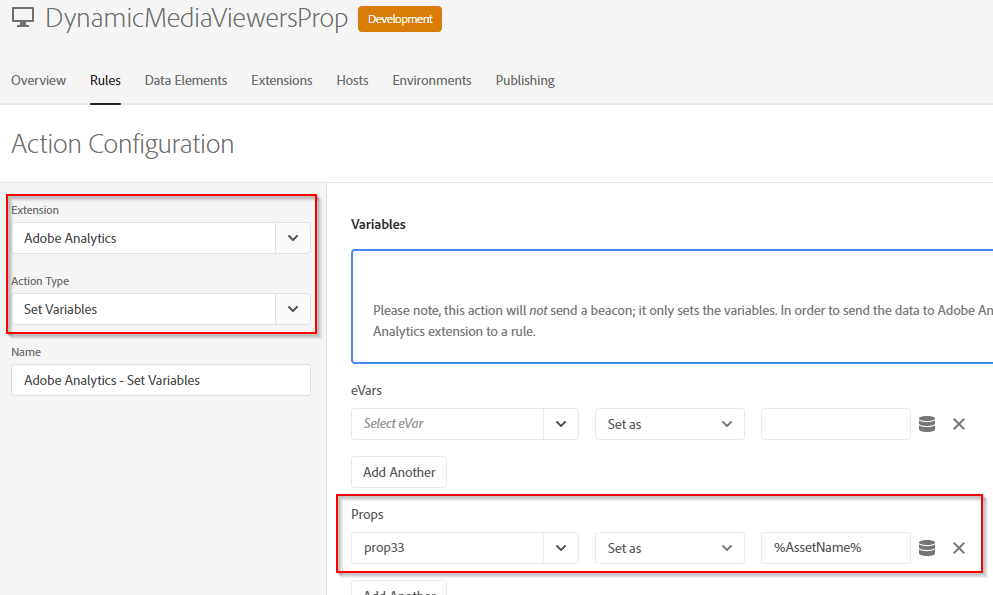 DynamicMediaViewersProp Development
Overview Rules Data Elements Extensions Hosts Environments Publishing
Action Configuration
Extension
Adobe Analytics
Action Type
Set Variables
Name
Adobe Analytics - Set Variables
Variables
Please note, this action will not send a beacon; it only sets the variables. In order to send the data to Adobe An
Analytics extension to a rule.
eVars
Select eVar Set as
Add Another
Props
prop33 Set as %AssetName%
Add Another